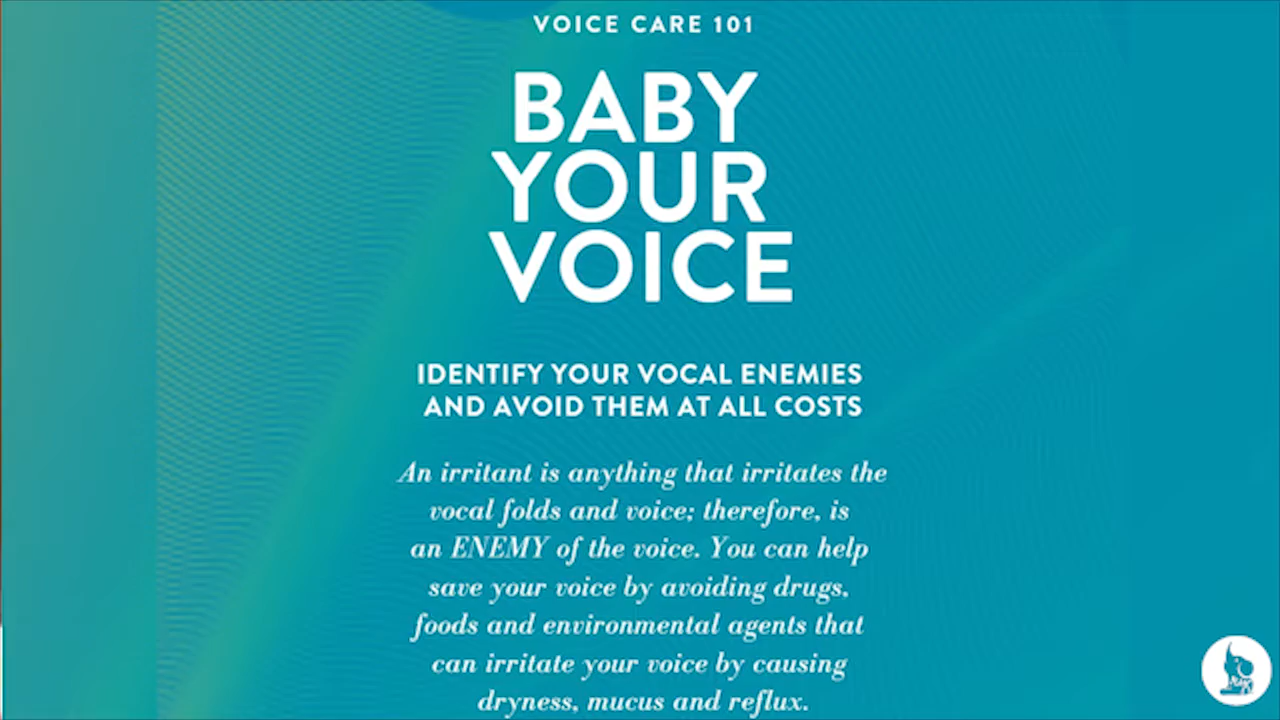 VOICE CARE 101
BABY
YOUR
VOICE
IDENTIFY YOUR VOCAL ENEMIES
AND AVOID THEM AT ALL COSTS
An irritant is anything that irritates the
vocal folds and voice; therefore, is
an ENEMY of the voice. You can help
save your voice by avoiding drugs,
foods and environmental agents that
can irritate your voice by causing
dryness, mucus and reflux.